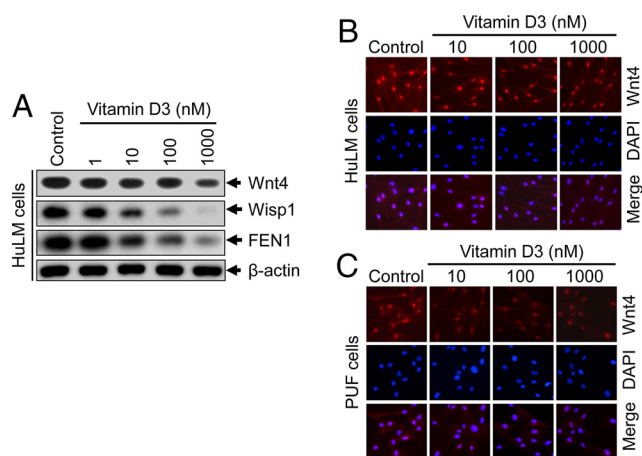 A
Vitamin D3 (nM)
Control
1
10
100
1000
HuLM cells
Wnt4
Wisp1
FEN1
β-actin
B
Vitamin D3 (nM)
Control
10
100
1000
HuLM cells
Wnt4
DAPI
Merge
C
Vitamin D3 (nM)
Control
10
100
1000
PUF cells
Wnt4
DAPI
Merge